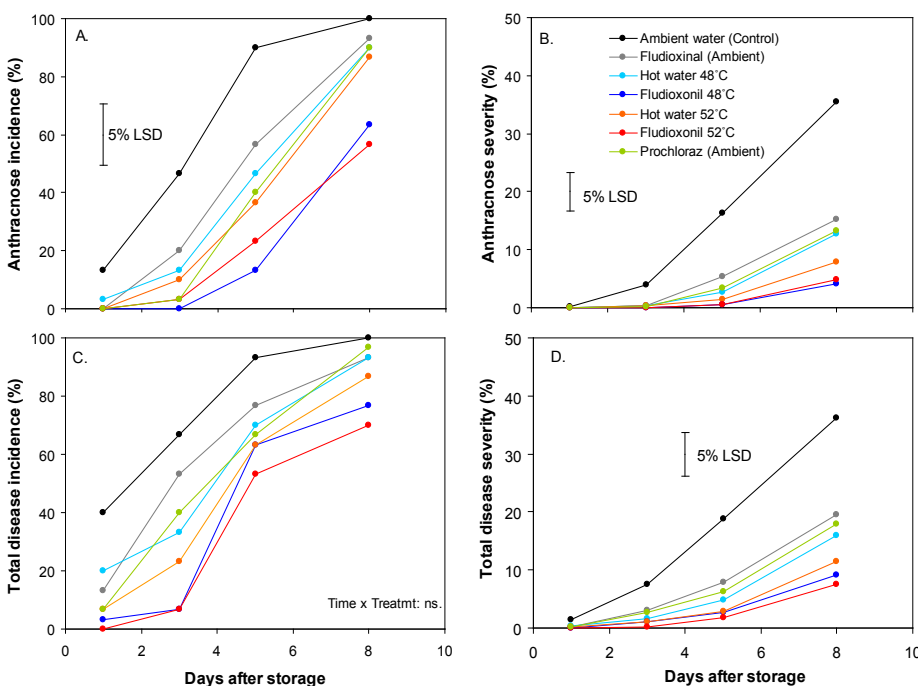 A.
Anthracnose incidence (%)
100
80
60
40
20
0
5% LSD
B.
Anthracnose severity (%)
50
40
30
20
10
0
Ambient water (Control)
Fludioxinal (Ambient)
Hot water 48˚C
Fludioxonil 48˚C
Hot water 52˚C
Fludioxonil 52˚C
Prochloraz (Ambient)
5% LSD
C.
Total disease incidence (%)
100
80
60
40
20
0
Time x Treatmt: ns.
0 2 4 6 8 10
Days after storage
D.
Total disease severity (%)
50
40
30
20
10
0
5% LSD
0 2 4 6 8 10
Days after storage